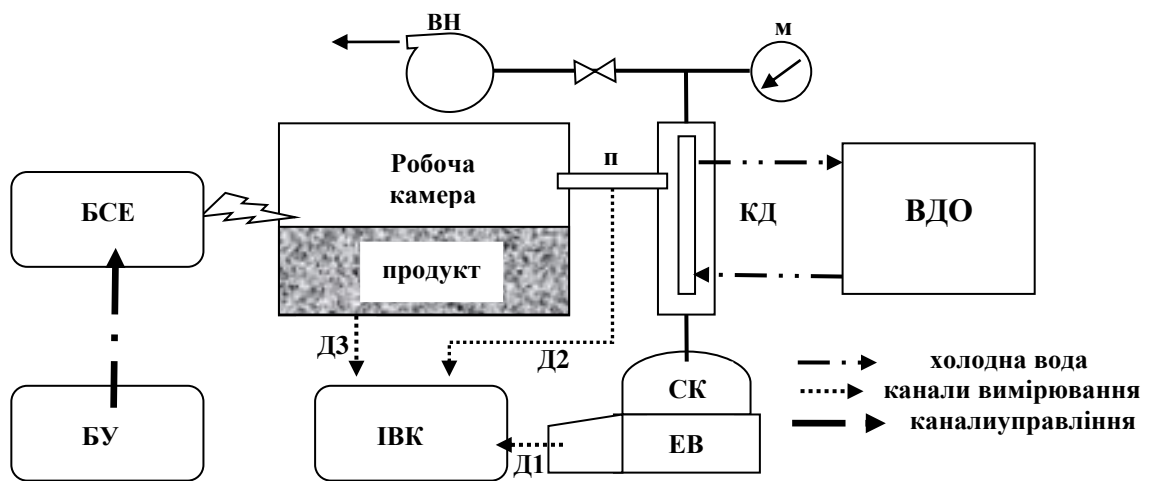 ВН
м
Робоча
камера
п
БСЕ
КД
ВДО
продукт
Д3
Д2
холодна вода
СК
канали вимірювання
каналиуправління
БУ
ІВК
Д1
ЕВ